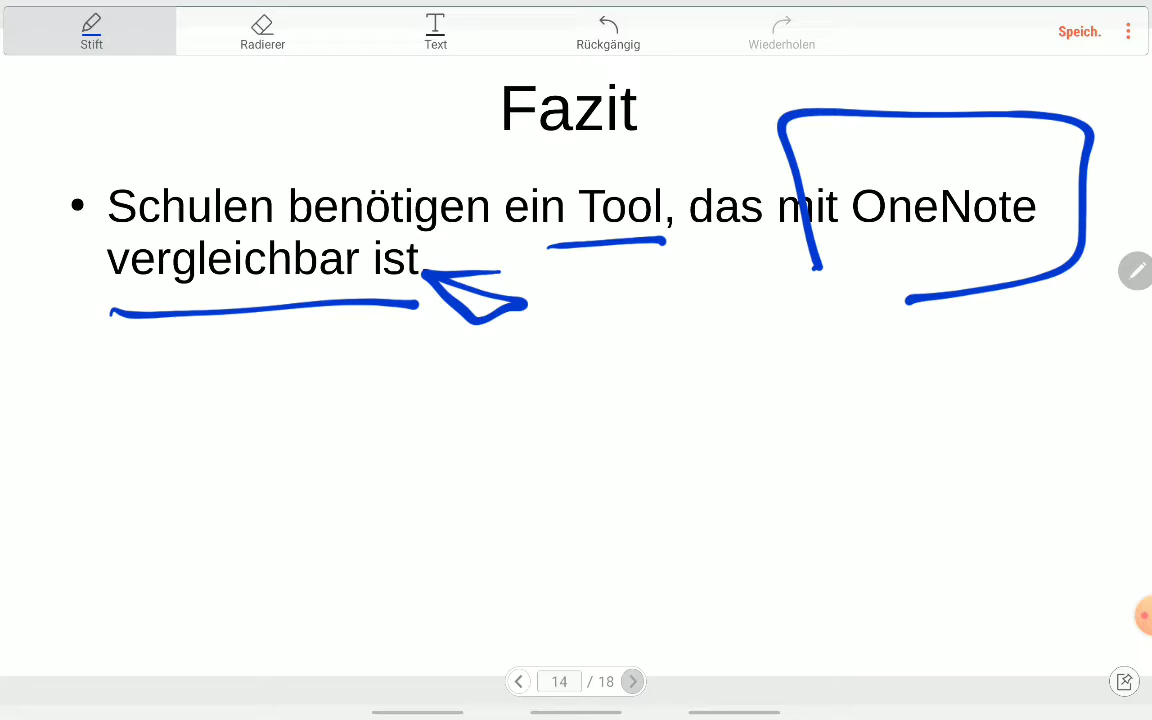 Stift Radierer Text Rückgängig Wiederholen Speich.
Fazit
• Schulen benötigen ein Tool, das mit OneNote
vergleichbar ist.
14 / 18